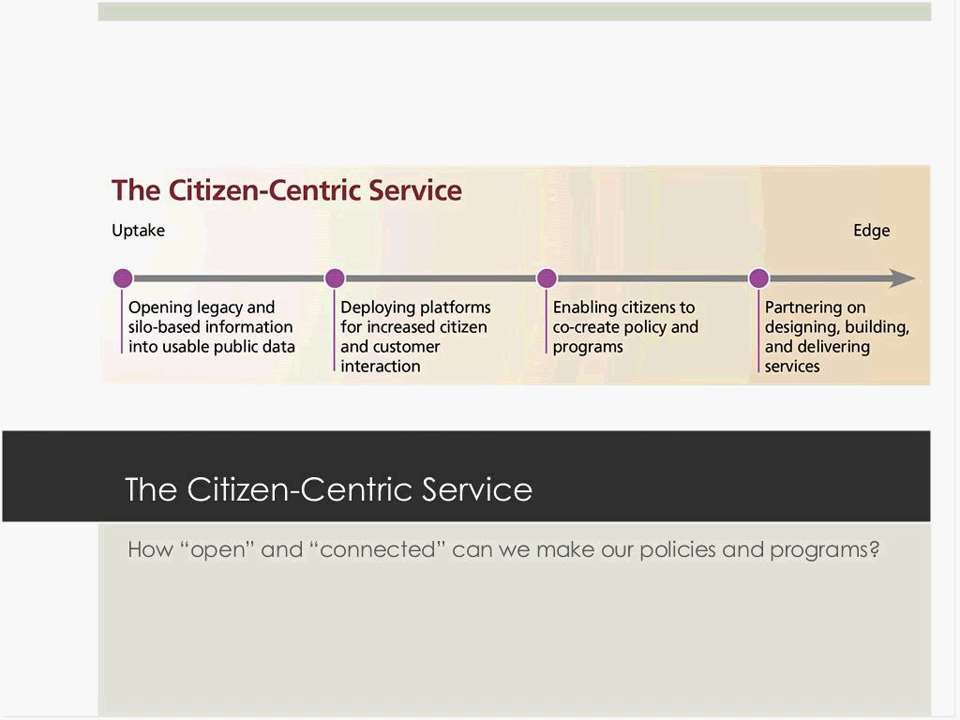 The Citizen-Centric Service
Uptake
Edge
Opening legacy and
silo-based information
into usable public data
Deploying platforms
for increased citizen
and customer
interaction
Enabling citizens to
co-create policy and
programs
Partnering on
designing, building,
and delivering
services
The Citizen-Centric Service
How “open” and “connected” can we make our policies and programs?